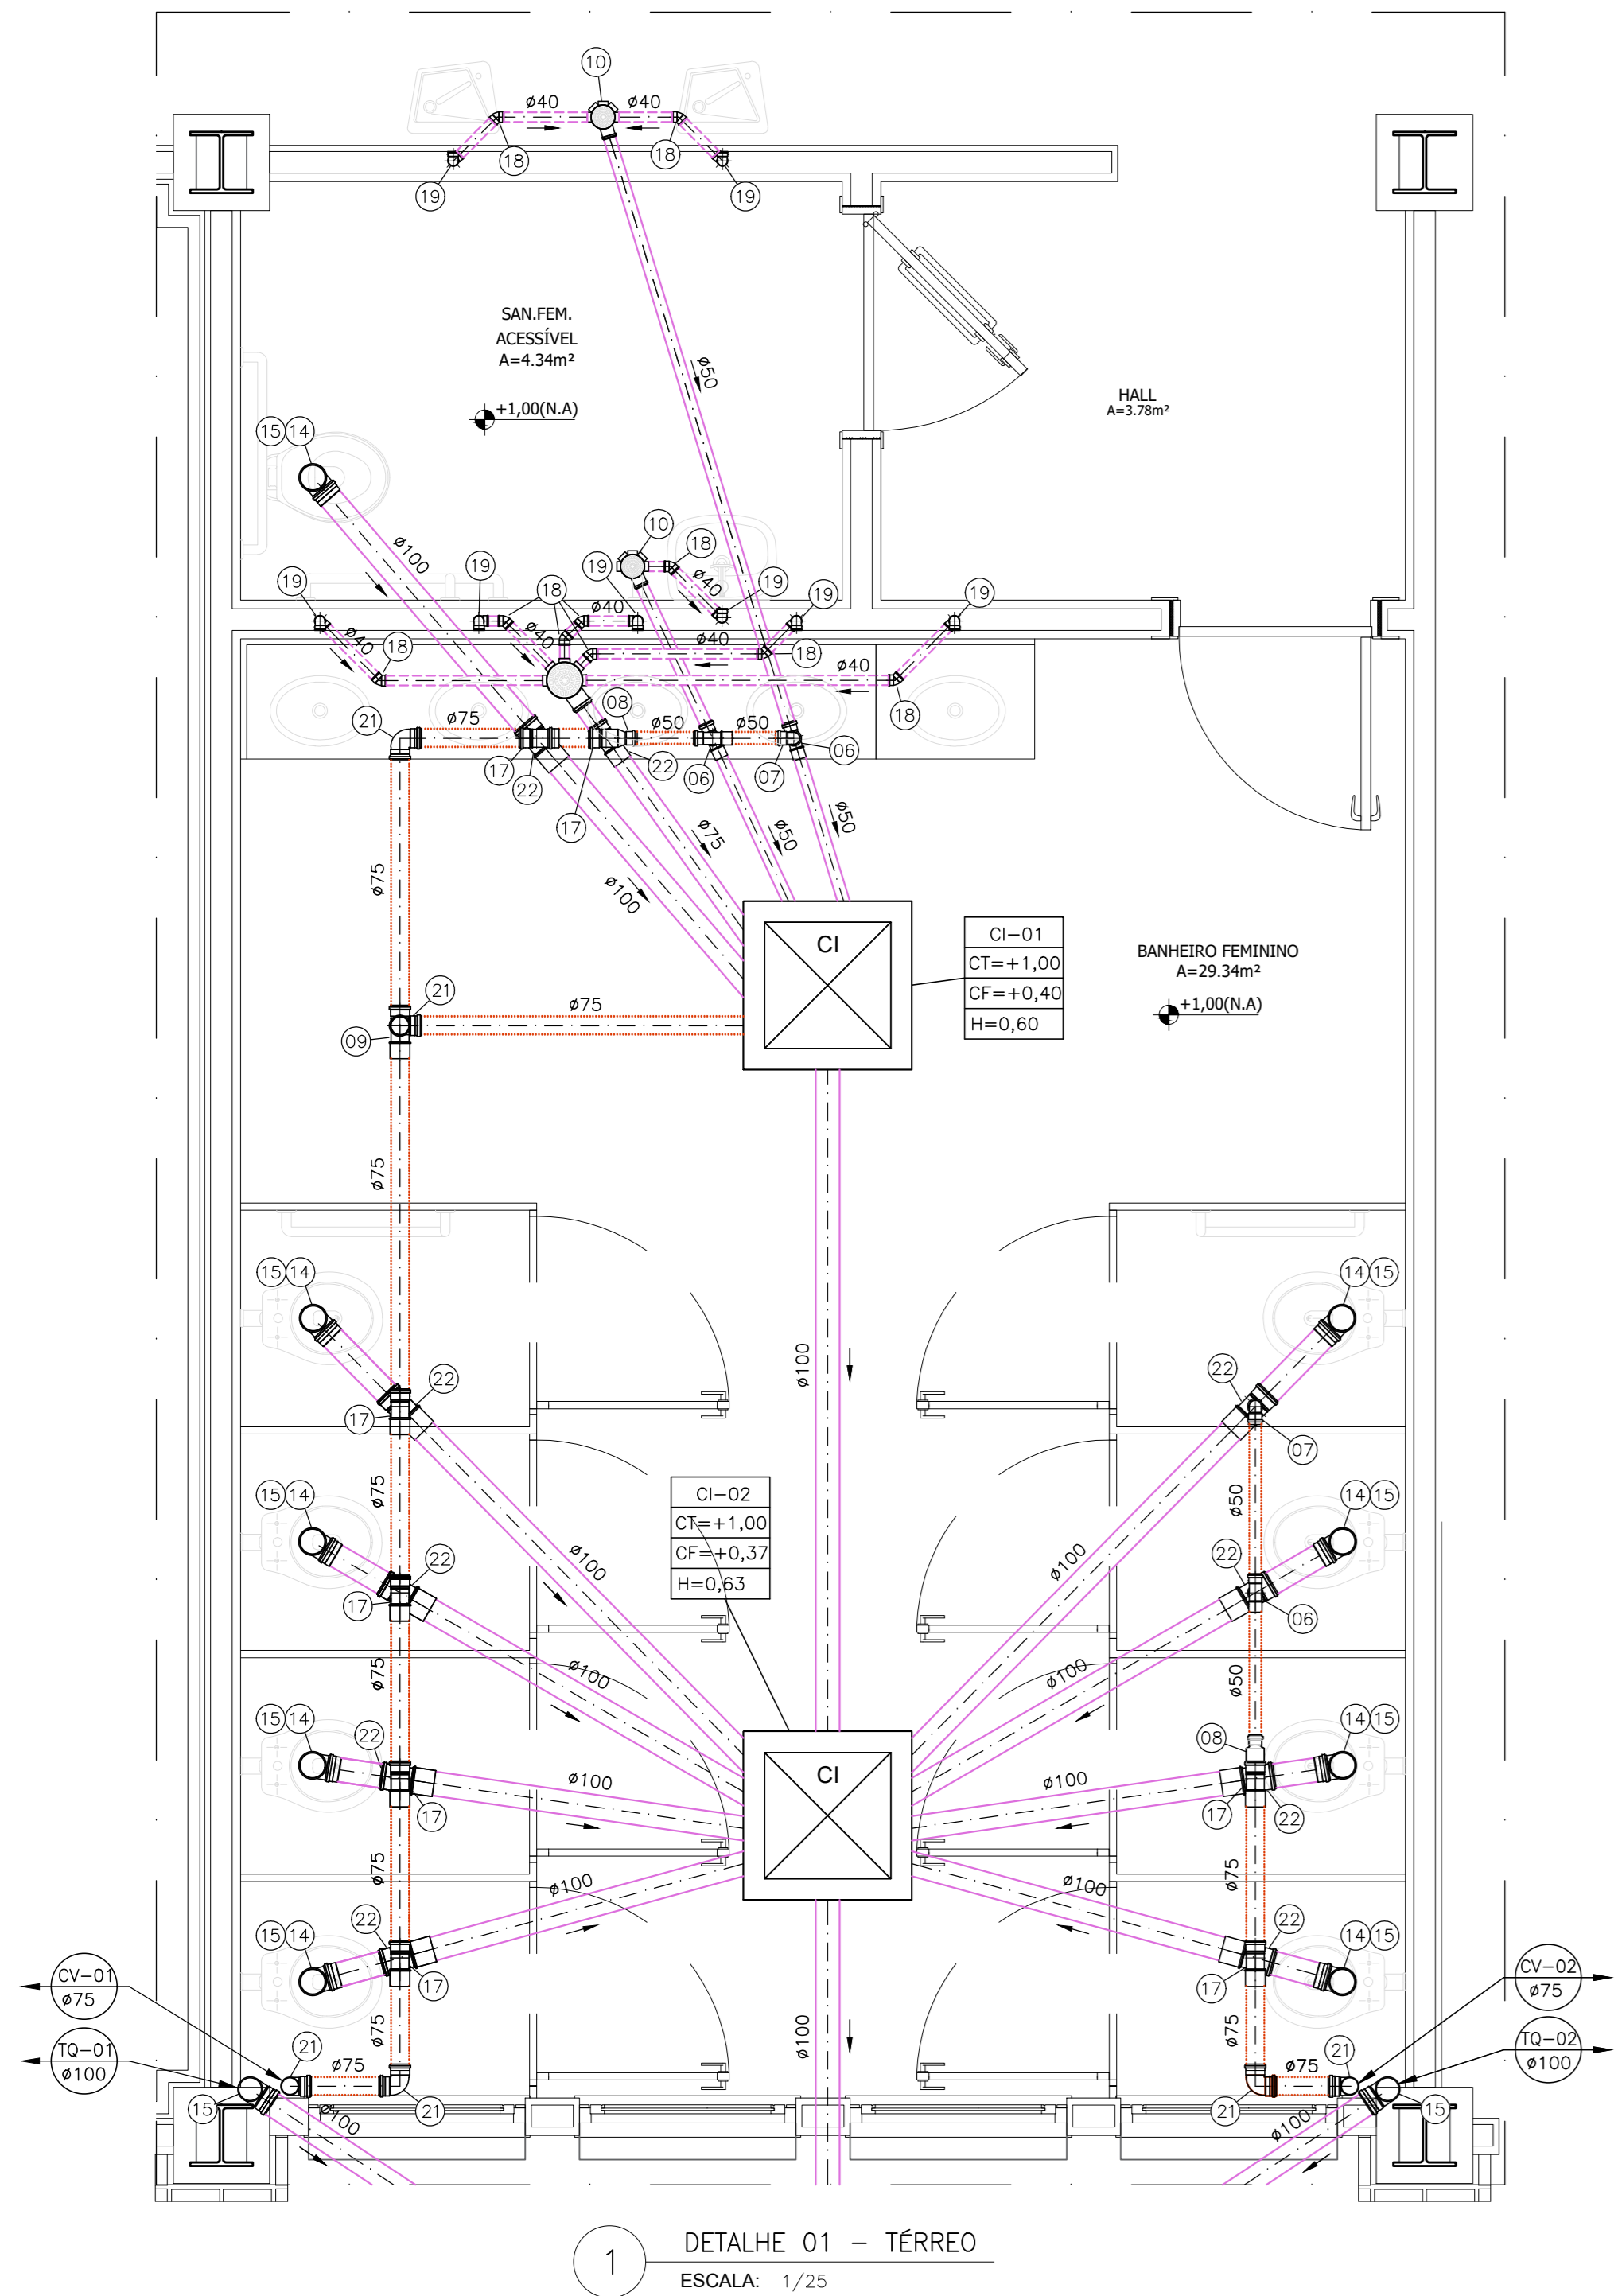 10
ø40
ø40
18
18
19
19
SAN.FEM.
ACESSÍVEL
A=4.34m²
+1,00(N.A)
ø50
HALL
A=3.78m²
15
14
ø100
10
18
19
19
18
19
ø40
19
19
19
ø40
ø40
ø40
18
ø40
18
ø40
18
08
21
ø75
ø50
ø50
17
22
17
22
06
07
06
ø75
ø50
ø50
ø100
ø75
CI
CI-01
CT=+1,00
CF=+0,40
H=0,60
BANHEIRO FEMININO
A=29.34m²
+1,00(N.A)
21
ø75
09
ø75
15
14
14
15
ø100
22
17
22
07
15
14
ø75
CI-02
CT=+1,00
CF=+0,37
H=0,63
ø50
14
15
22
17
ø100
ø100
22
06
ø75
ø100
ø100
ø50
15
14
22
08
14
15
ø100
CI
ø100
17
17
22
ø75
ø100
ø100
ø75
15
14
22
22
14
15
17
17
CV-01
ø75
TQ-01
ø100
ø75
21
ø75
21
15
ø100
ø100
ø75
ø75
21
21
15
ø100
CV-02
ø75
TQ-02
ø100
1
DETALHE 01 - TÉRREO
ESCALA: 1/25